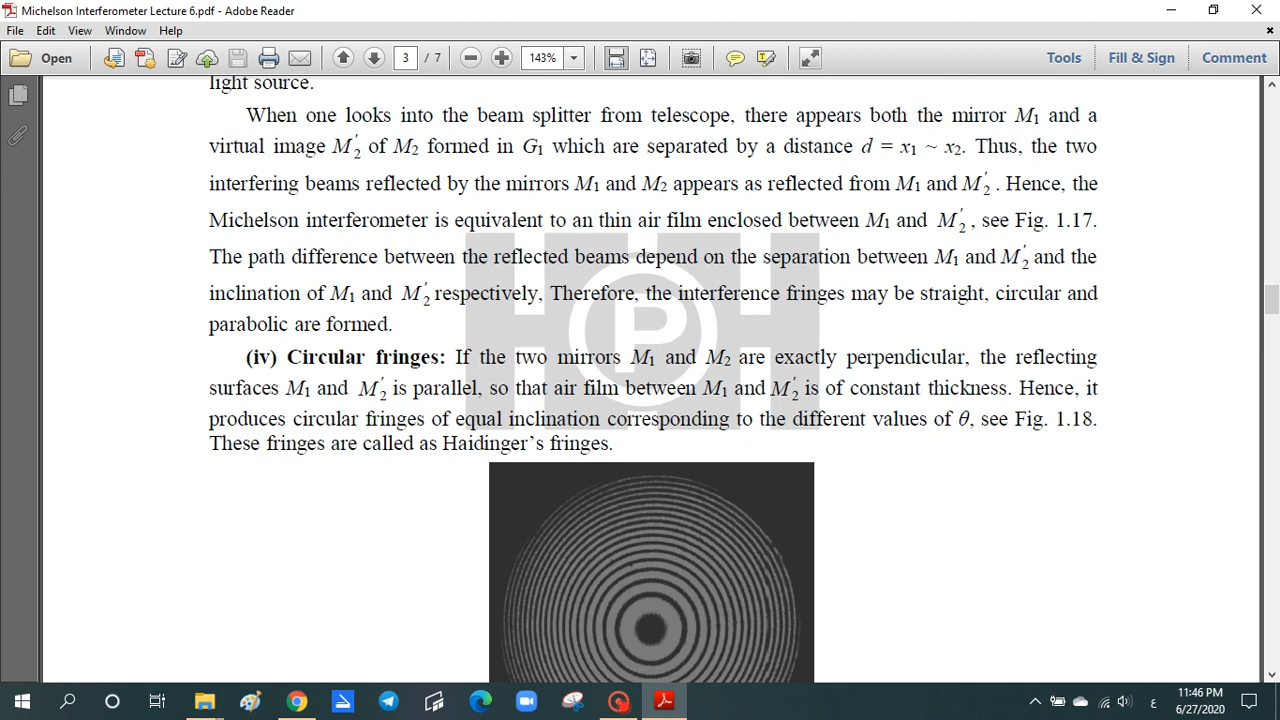 Michelson Interferometer Lecture 6.pdf - Adobe Reader
File Edit View Window Help
Open 3 / 7 143% Tools Fill & Sign Comment
light source.
When one looks into the beam splitter from telescope, there appears both the mirror M1 and a
virtual image M2′ of M2 formed in G1 which are separated by a distance d = x1 ~ x2. Thus, the two
interfering beams reflected by the mirrors M1 and M2 appears as reflected from M1 and M2′ . Hence, the
Michelson interferometer is equivalent to an thin air film enclosed between M1 and M2′ , see Fig. 1.17.
The path difference between the reflected beams depend on the separation between M1 and M2′ and the
inclination of M1 and M2′ respectively, Therefore, the interference fringes may be straight, circular and
parabolic are formed.
(iv) Circular fringes: If the two mirrors M1 and M2 are exactly perpendicular, the reflecting
surfaces M1 and M2′ is parallel, so that air film between M1 and M2′ is of constant thickness. Hence, it
produces circular fringes of equal inclination corresponding to the different values of θ, see Fig. 1.18.
These fringes are called as Haidinger’s fringes.
HPH
ع 11:46 PM
6/27/2020